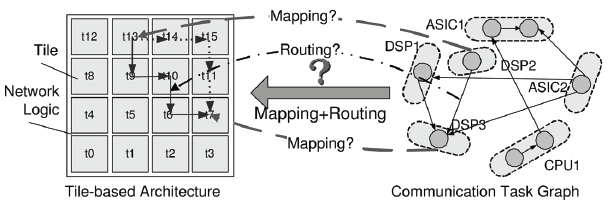 Mapping?
ASIC1
t12 t13 t14 t15
DSP1
Tile
Routing?
DSP2
t8 t9 t10 t11
?
ASIC2
Network
Logic
t4 t5 t6 t7
Mapping+Routing
DSP3
Mapping?
t0 t1 t2 t3
CPU1
Tile-based Architecture
Communication Task Graph